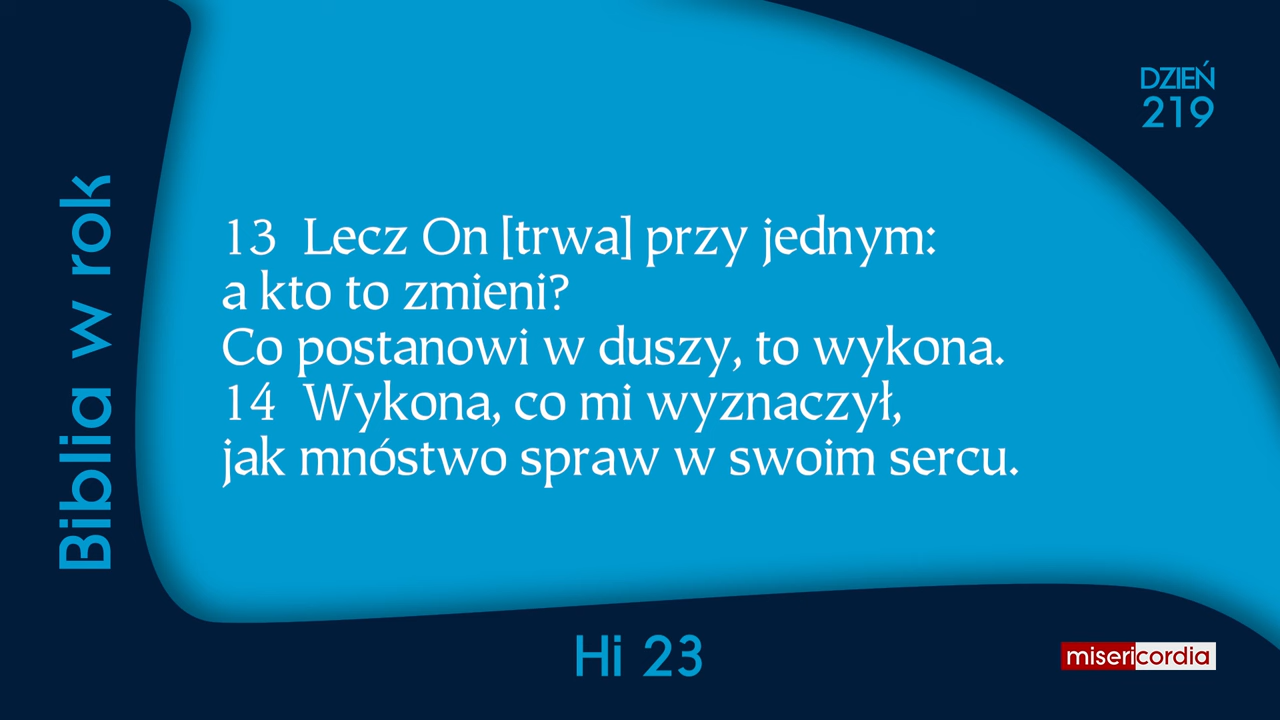 DZIEŃ
219
Biblia w rok
13 Lecz On [trwa] przy jednym:
a kto to zmieni?
Co postanowi w duszy, to wykona.
14 Wykona, co mi wyznaczył,
jak mnóstwo spraw w swoim sercu.
Hi 23
misericordia